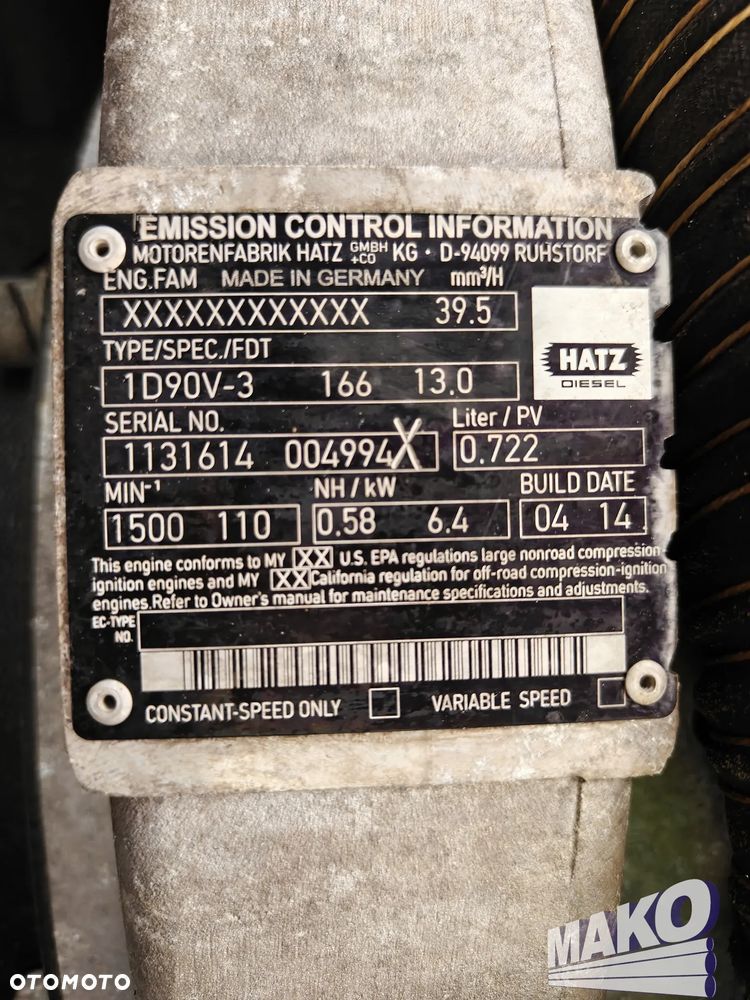 EMISSION CONTROL INFORMATION
MOTORENFABRIK HATZ GMBH +CO KG · D-94099 RUHSTORF
ENG.FAM MADE IN GERMANY mm³/H
XXXXXXXXXXXX 39.5
HATZ
DIESEL
TYPE/SPEC./FDT
1D90V-3 166 13.0
SERIAL NO. Liter / PV
1131614 004994X 0.722
MIN⁻¹ NH / kW BUILD DATE
1500 110 0.58 6.4 04 14
This engine conforms to MY XX U.S. EPA regulations large nonroad compression-
ignition engines and MY XX California regulation for off-road compression-ignition
engines.Refer to Owner's manual for maintenance specifications and adjustments.
EC-TYPE
NO.
CONSTANT-SPEED ONLY VARIABLE SPEED
MAKO
OTOMOTO